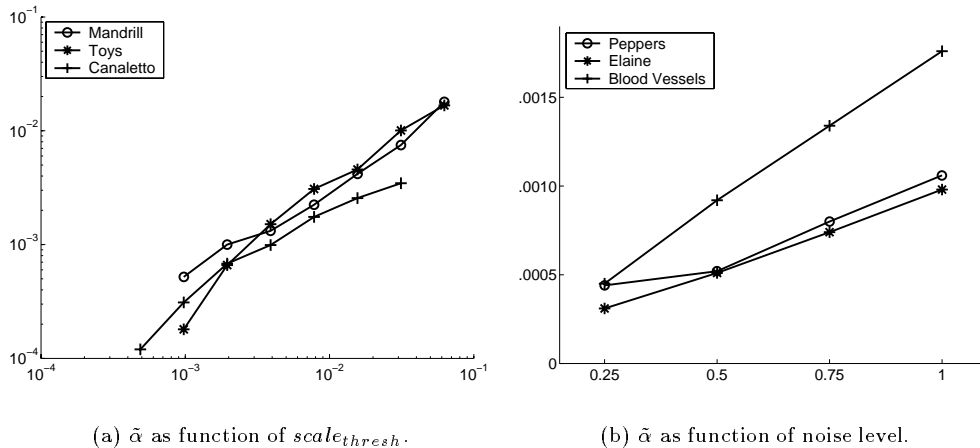 Mandrill
Toys
Canaletto
10⁻¹
10⁻²
10⁻³
10⁻⁴
10⁻⁴ 10⁻³ 10⁻² 10⁻¹
(a) α̃ as function of scale_thresh.
Peppers
Elaine
Blood Vessels
.0015
.0010
.0005
0
0.25 0.5 0.75 1
(b) α̃ as function of noise level.